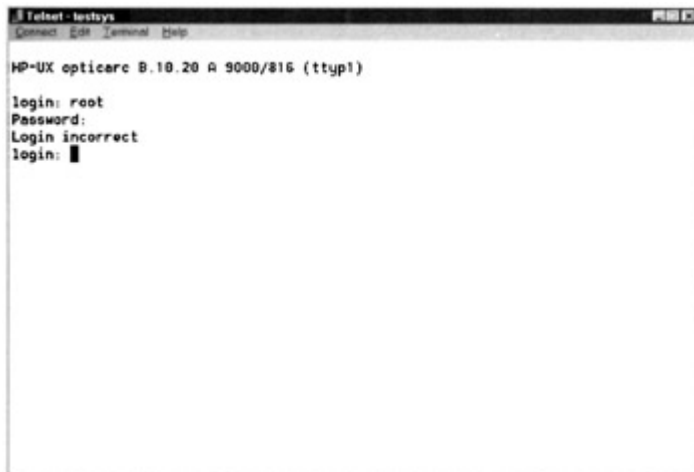 Telnet - testsys
Connect Edit Terminal Help
HP-UX opticare B.10.20 A 9000/816 (ttyp1)
login: root
Password:
Login incorrect
login: